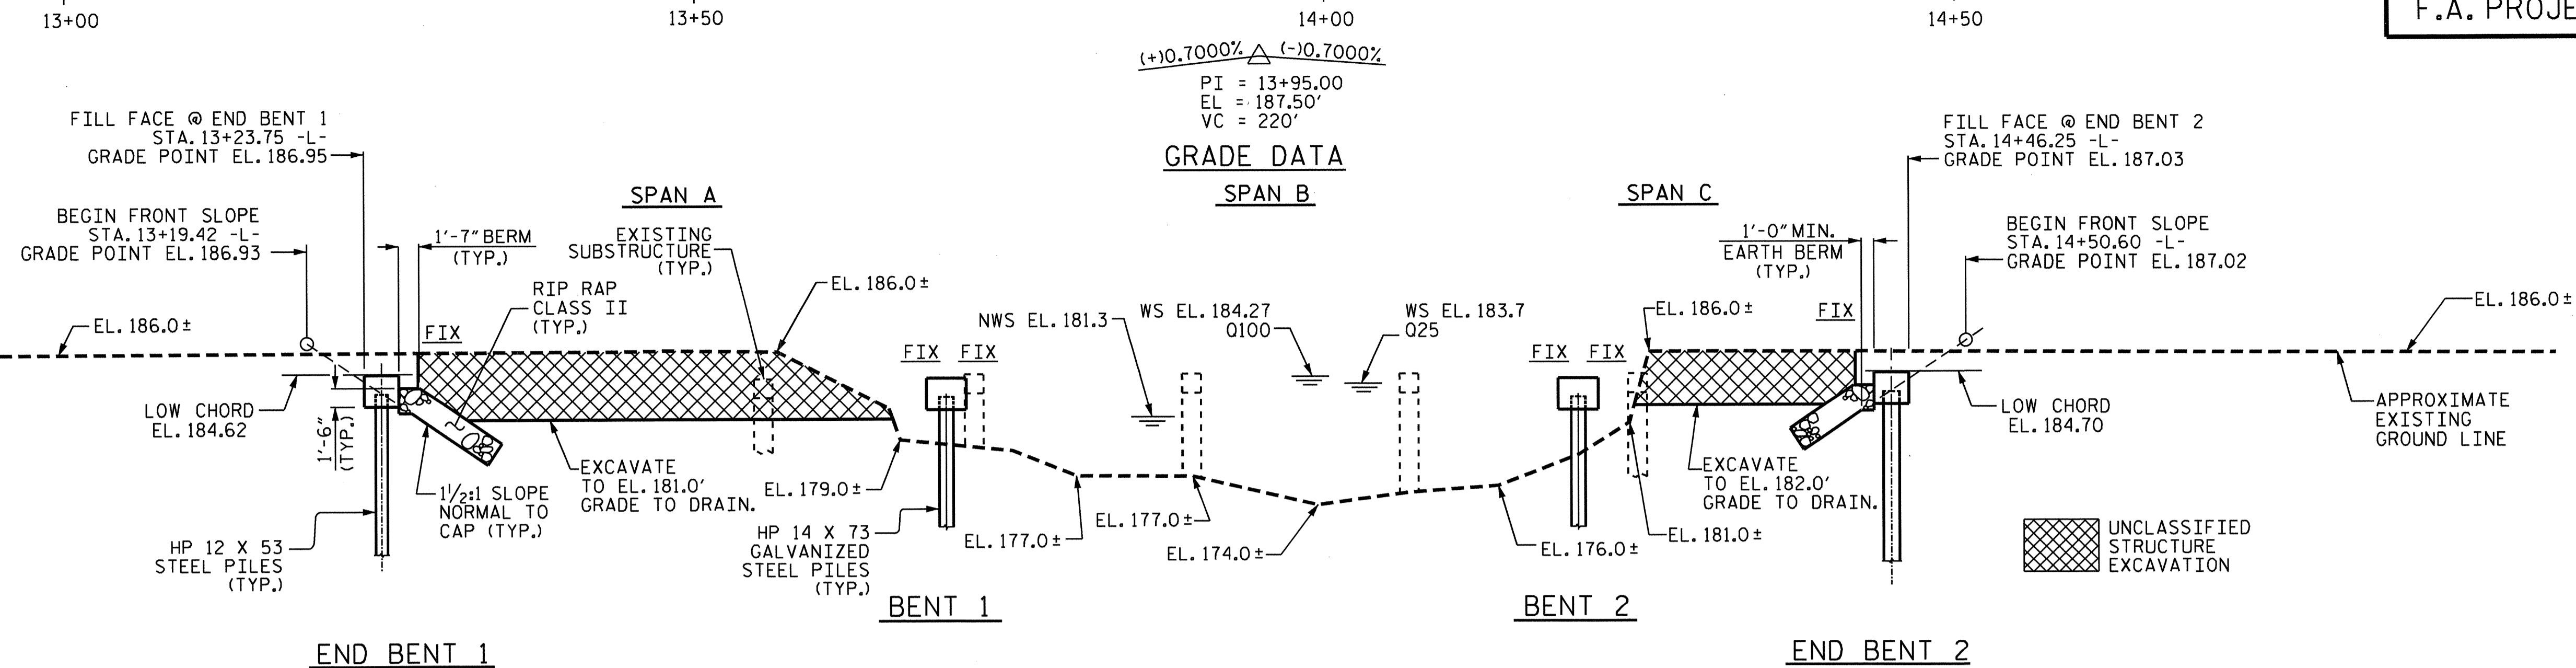 13+00
13+50
14+00
14+50
F.A. PROJE
(+)0.7000%
(-)0.7000%
PI = 13+95.00
EL = 187.50'
VC = 220'
GRADE DATA
FILL FACE @ END BENT 1
STA. 13+23.75 -L-
GRADE POINT EL. 186.95
FILL FACE @ END BENT 2
STA. 14+46.25 -L-
GRADE POINT EL. 187.03
SPAN A
SPAN B
SPAN C
BEGIN FRONT SLOPE
STA. 13+19.42 -L-
GRADE POINT EL. 186.93
1'-7" BERM
(TYP.)
EXISTING
SUBSTRUCTURE
(TYP.)
1'-0" MIN.
EARTH BERM
(TYP.)
BEGIN FRONT SLOPE
STA. 14+50.60 -L-
GRADE POINT EL. 187.02
RIP RAP
CLASS II
(TYP.)
EL. 186.0±
EL. 186.0±
FIX
NWS EL. 181.3
WS EL. 184.27
Q100
WS EL. 183.7
Q25
EL. 186.0±
FIX
EL. 186.0±
FIX
FIX
FIX
FIX
LOW CHORD
EL. 184.62
1'-6"
(TYP.)
LOW CHORD
EL. 184.70
APPROXIMATE
EXISTING
GROUND LINE
1½:1 SLOPE
NORMAL TO
CAP (TYP.)
EXCAVATE
TO EL. 181.0'
GRADE TO DRAIN.
EL. 179.0±
EL. 177.0±
EL. 177.0±
EL. 174.0±
EL. 176.0±
EL. 181.0±
EXCAVATE
TO EL. 182.0'
GRADE TO DRAIN.
HP 12 X 53
STEEL PILES
(TYP.)
HP 14 X 73
GALVANIZED
STEEL PILES
(TYP.)
UNCLASSIFIED
STRUCTURE
EXCAVATION
BENT 1
BENT 2
END BENT 1
END BENT 2